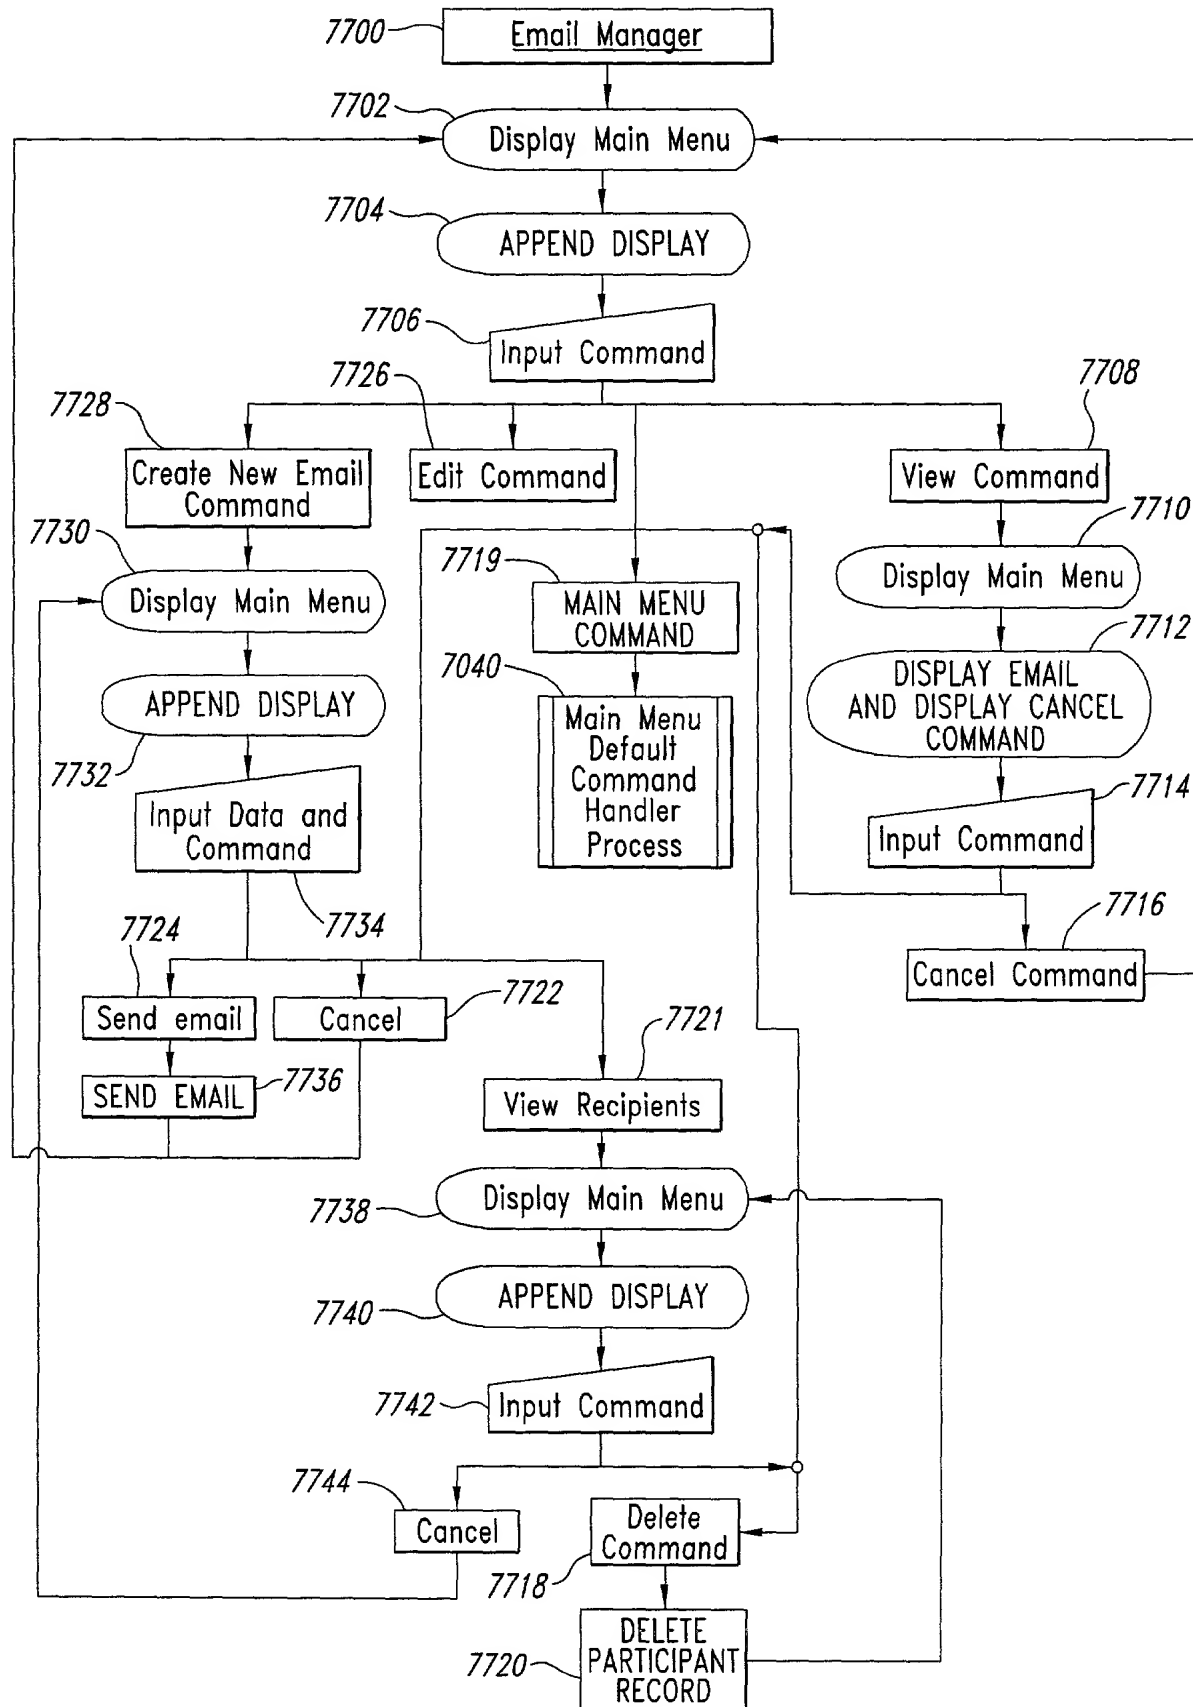 7700
Email Manager
7702
Display Main Menu
7704
APPEND DISPLAY
7706
Input Command
7728
Create New Email
Command
7726
Edit Command
7708
View Command
7730
Display Main Menu
7719
MAIN MENU
COMMAND
7710
Display Main Menu
7732
APPEND DISPLAY
7040
Main Menu
Default
Command
Handler
Process
7712
DISPLAY EMAIL
AND DISPLAY CANCEL
COMMAND
7734
Input Data and
Command
7714
Input Command
7724
Send email
7722
Cancel
7716
Cancel Command
7736
SEND EMAIL
7721
View Recipients
7738
Display Main Menu
7740
APPEND DISPLAY
7742
Input Command
7744
Cancel
7718
Delete
Command
7720
DELETE
PARTICIPANT
RECORD